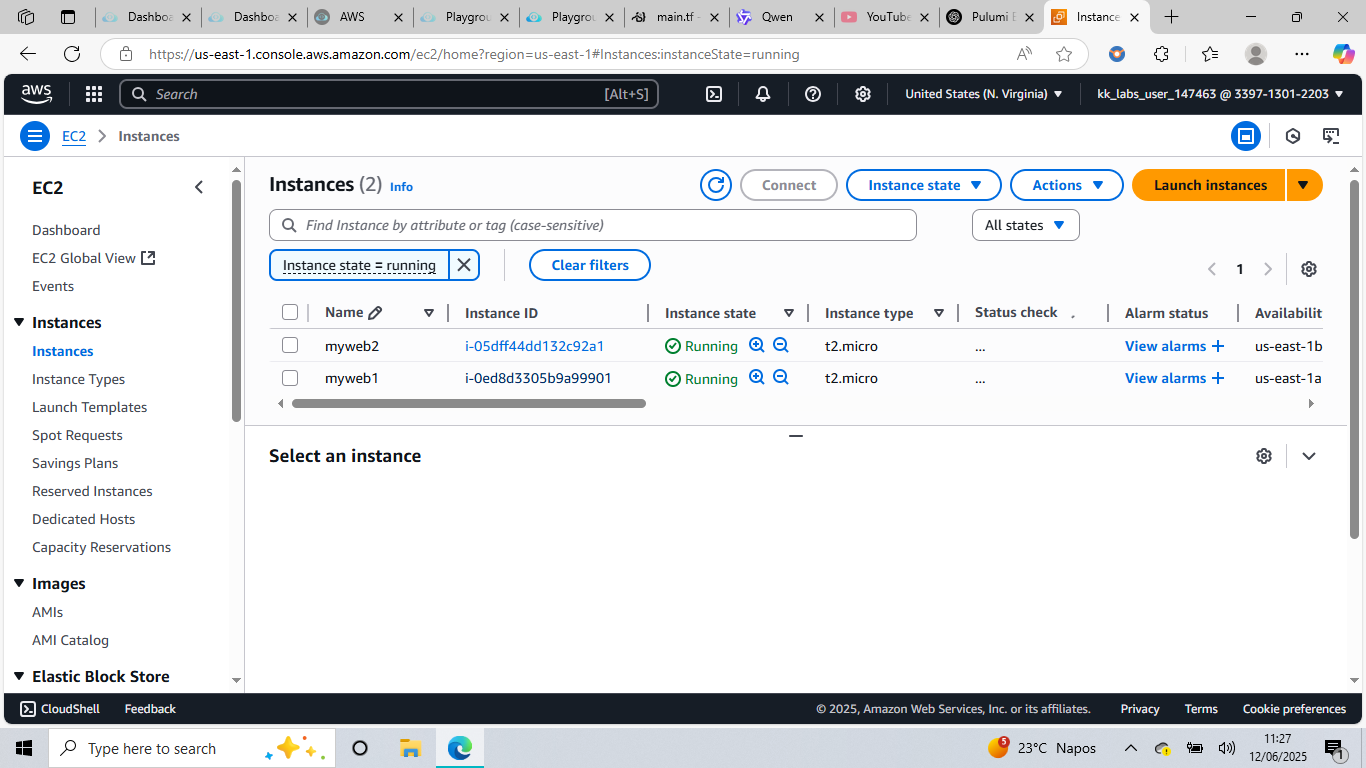 Dashboa
Dashboa
AWS
Playgrou
Playgrou
main.tf -
Qwen
YouTube
Pulumi E
Instance
https://us-east-1.console.aws.amazon.com/ec2/home?region=us-east-1#Instances:instanceState=running
aws
Search
[Alt+S]
United States (N. Virginia)
kk_labs_user_147463 @ 3397-1301-2203
EC2
Instances
EC2
Dashboard
EC2 Global View
Events
Instances
Instances
Instance Types
Launch Templates
Spot Requests
Savings Plans
Reserved Instances
Dedicated Hosts
Capacity Reservations
Images
AMIs
AMI Catalog
Elastic Block Store
Instances (2) Info
Connect
Instance state
Actions
Launch instances
Find Instance by attribute or tag (case-sensitive)
All states
Instance state = running
Clear filters
1
Name Instance ID Instance state Instance type Status check Alarm status Availabilit
myweb2 i-05dff44dd132c92a1 Running t2.micro ... View alarms + us-east-1b
myweb1 i-0ed8d3305b9a99901 Running t2.micro ... View alarms + us-east-1a
Select an instance
CloudShell
Feedback
© 2025, Amazon Web Services, Inc. or its affiliates.
Privacy
Terms
Cookie preferences
Type here to search
5
23°C Napos
11:27
12/06/2025
1